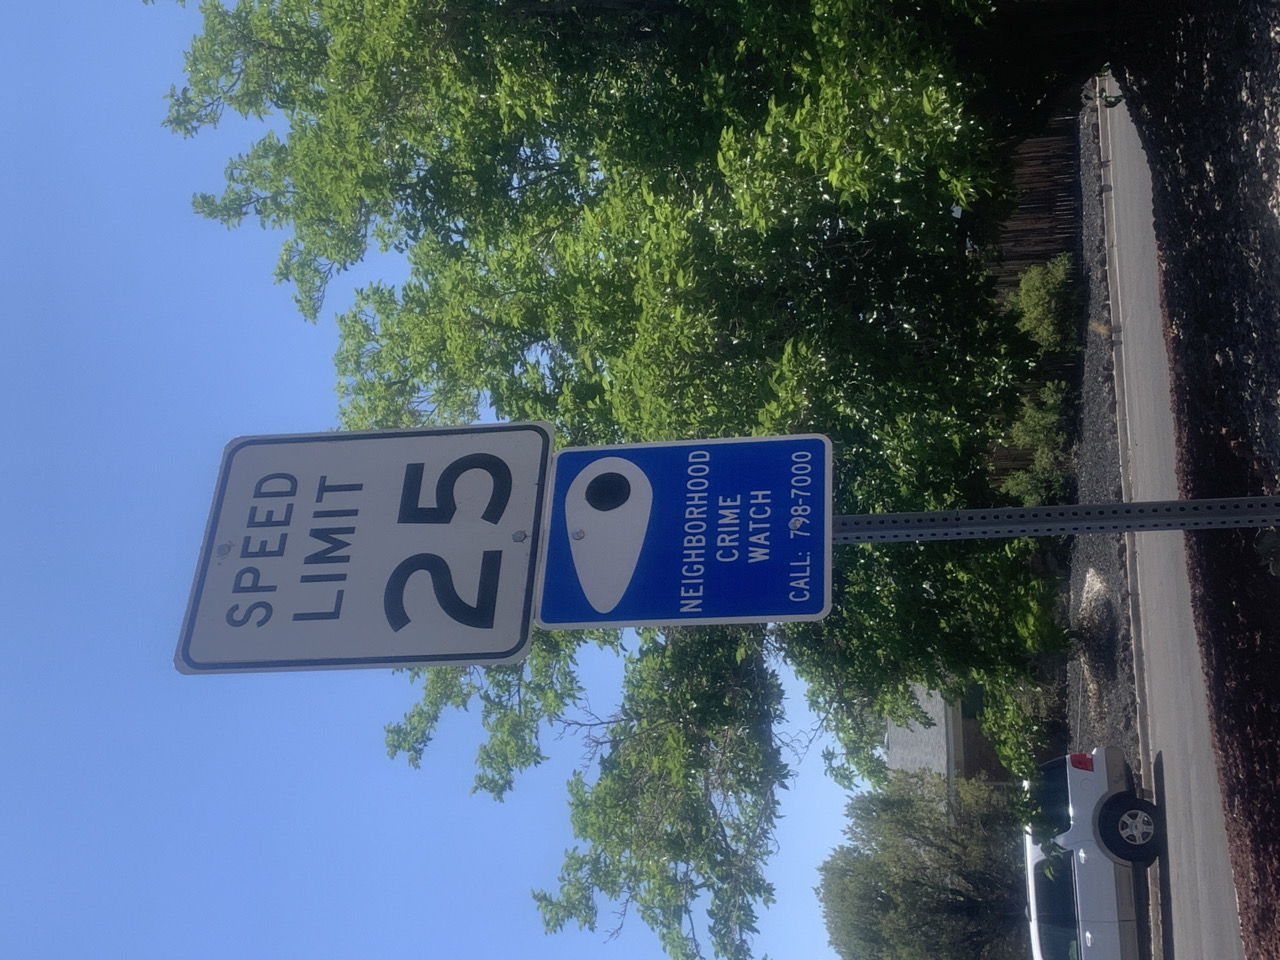 SPEED
LIMIT
25
NEIGHBORHOOD
CRIME
WATCH
CALL: 798-7000